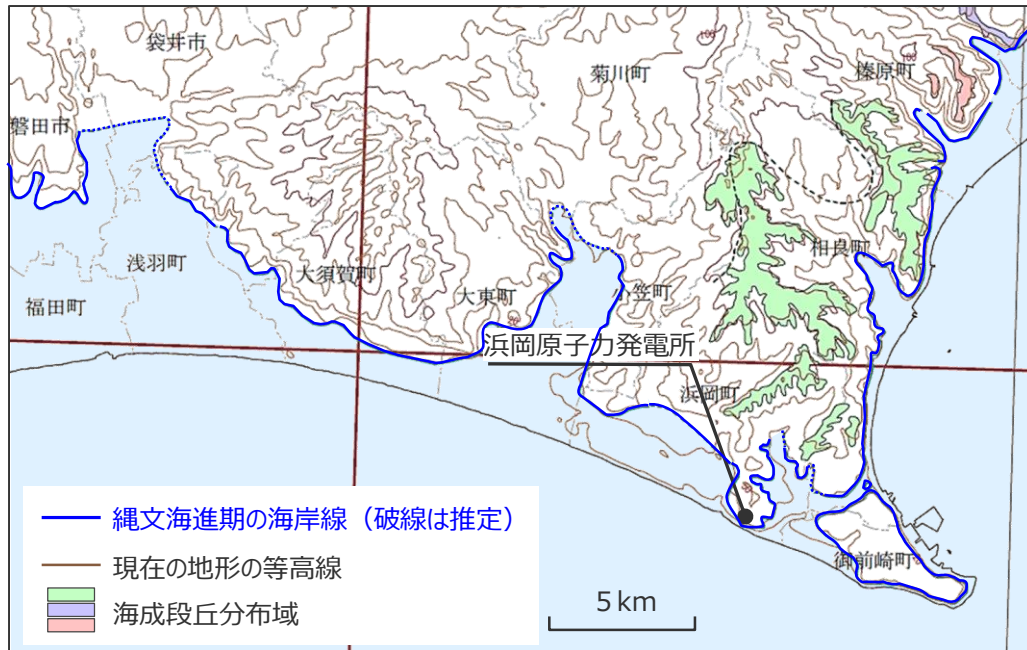 袋井市
菊川町
榛原町
100
磐田市
相良町
浅羽町
大須賀町
福田町
大東町
小笠町
浜岡原子力発電所
浜岡町
御前崎町
縄文海進期の海岸線（破線は推定）
現在の地形の等高線
海成段丘分布域
5 km